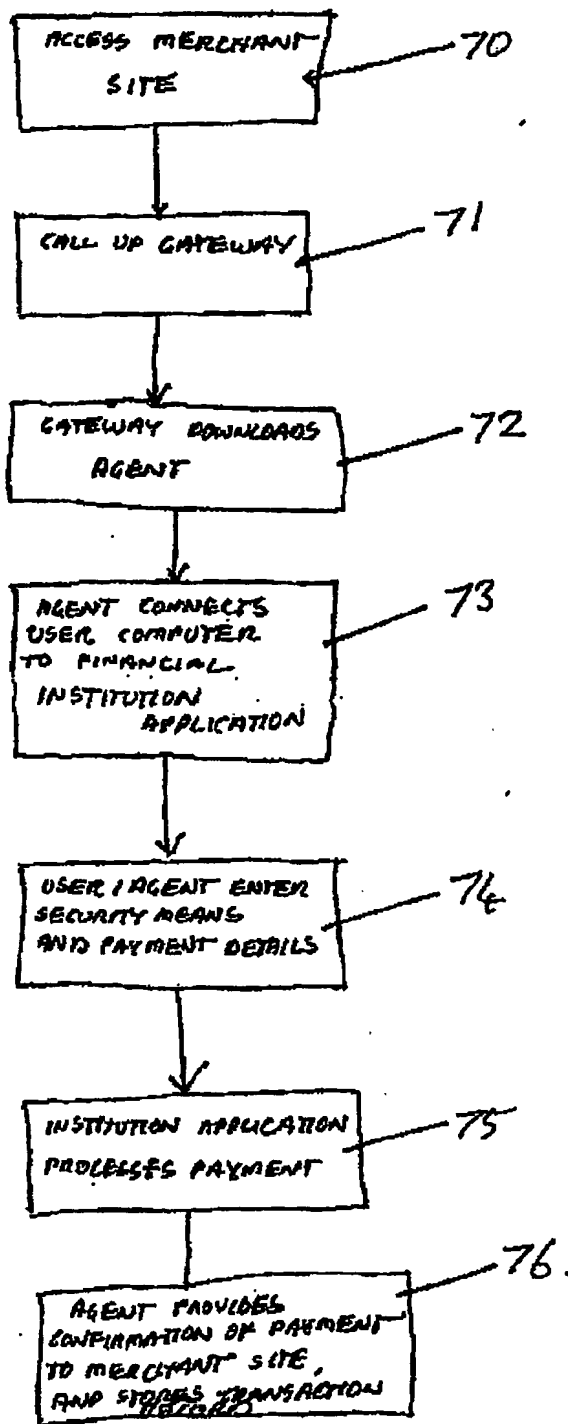 ACCESS MERCHANT
SITE
70
CALL UP GATEWAY
71
GATEWAY DOWNLOADS
AGENT
72
AGENT CONNECTS
USER COMPUTER
TO FINANCIAL
INSTITUTION
APPLICATION
73
USER / AGENT ENTER
SECURITY MEANS
AND PAYMENT DETAILS
74
INSTITUTION APPLICATION
PROCESSES PAYMENT
75
AGENT PROVIDES
CONFIRMATION OF PAYMENT
TO MERCHANT SITE,
AND STORES TRANSACTION
RECORD
76.